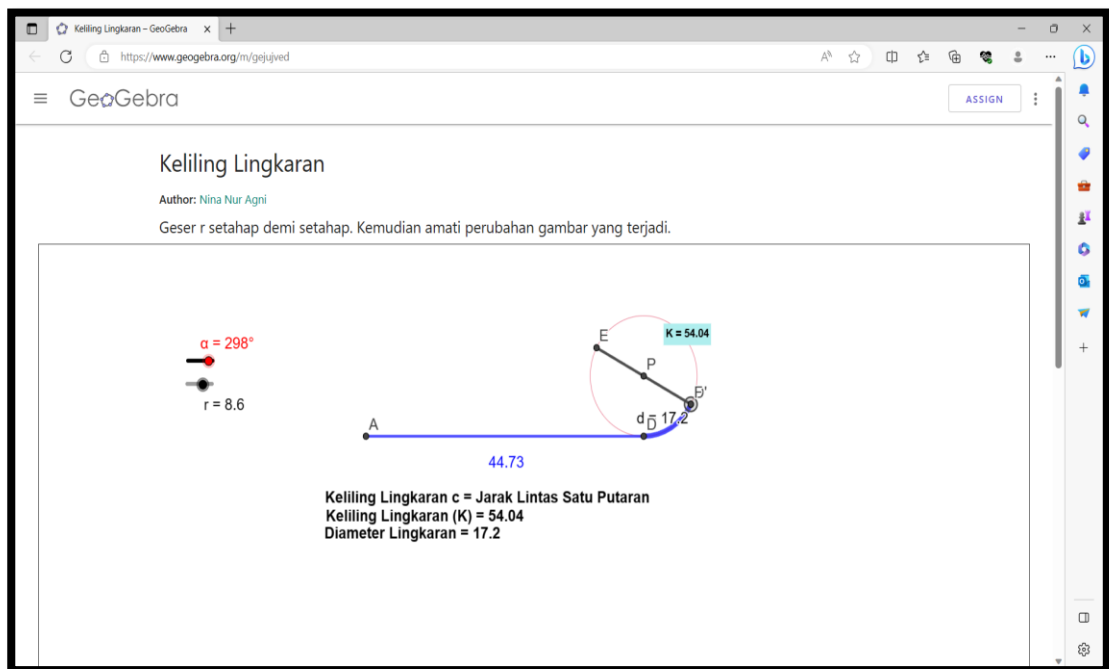 Keliling Lingkaran – GeoGebra
https://www.geogebra.org/m/gejujved
GeoGebra
ASSIGN
Keliling Lingkaran
Author: Nina Nur Agni
Geser r setahap demi setahap. Kemudian amati perubahan gambar yang terjadi.
α = 298°
r = 8.6
E
K = 54.04
P
d = 17.2
D
A
44.73
Keliling Lingkaran c = Jarak Lintas Satu Putaran
Keliling Lingkaran (K) = 54.04
Diameter Lingkaran = 17.2